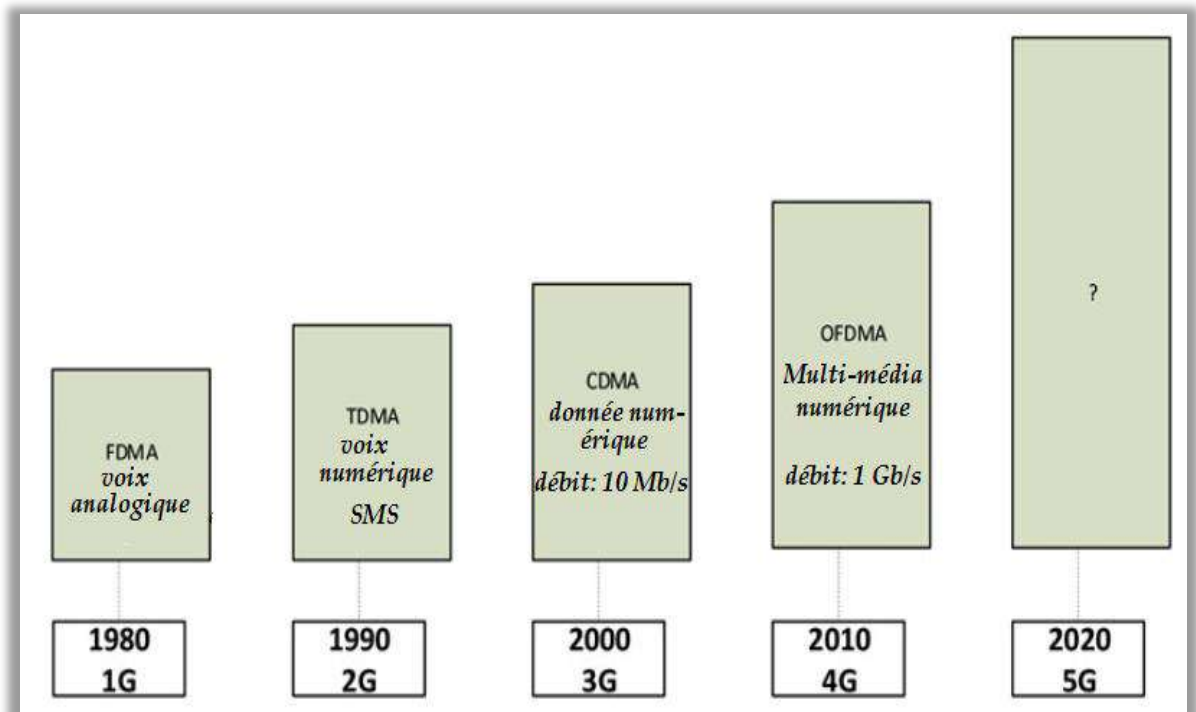 FDMA
voix
analogique
TDMA
voix
numérique
SMS
CDMA
donnée num-
érique
débit: 10 Mb/s
OFDMA
Multi-média
numérique
débit: 1 Gb/s
?
1980
1G
1990
2G
2000
3G
2010
4G
2020
5G